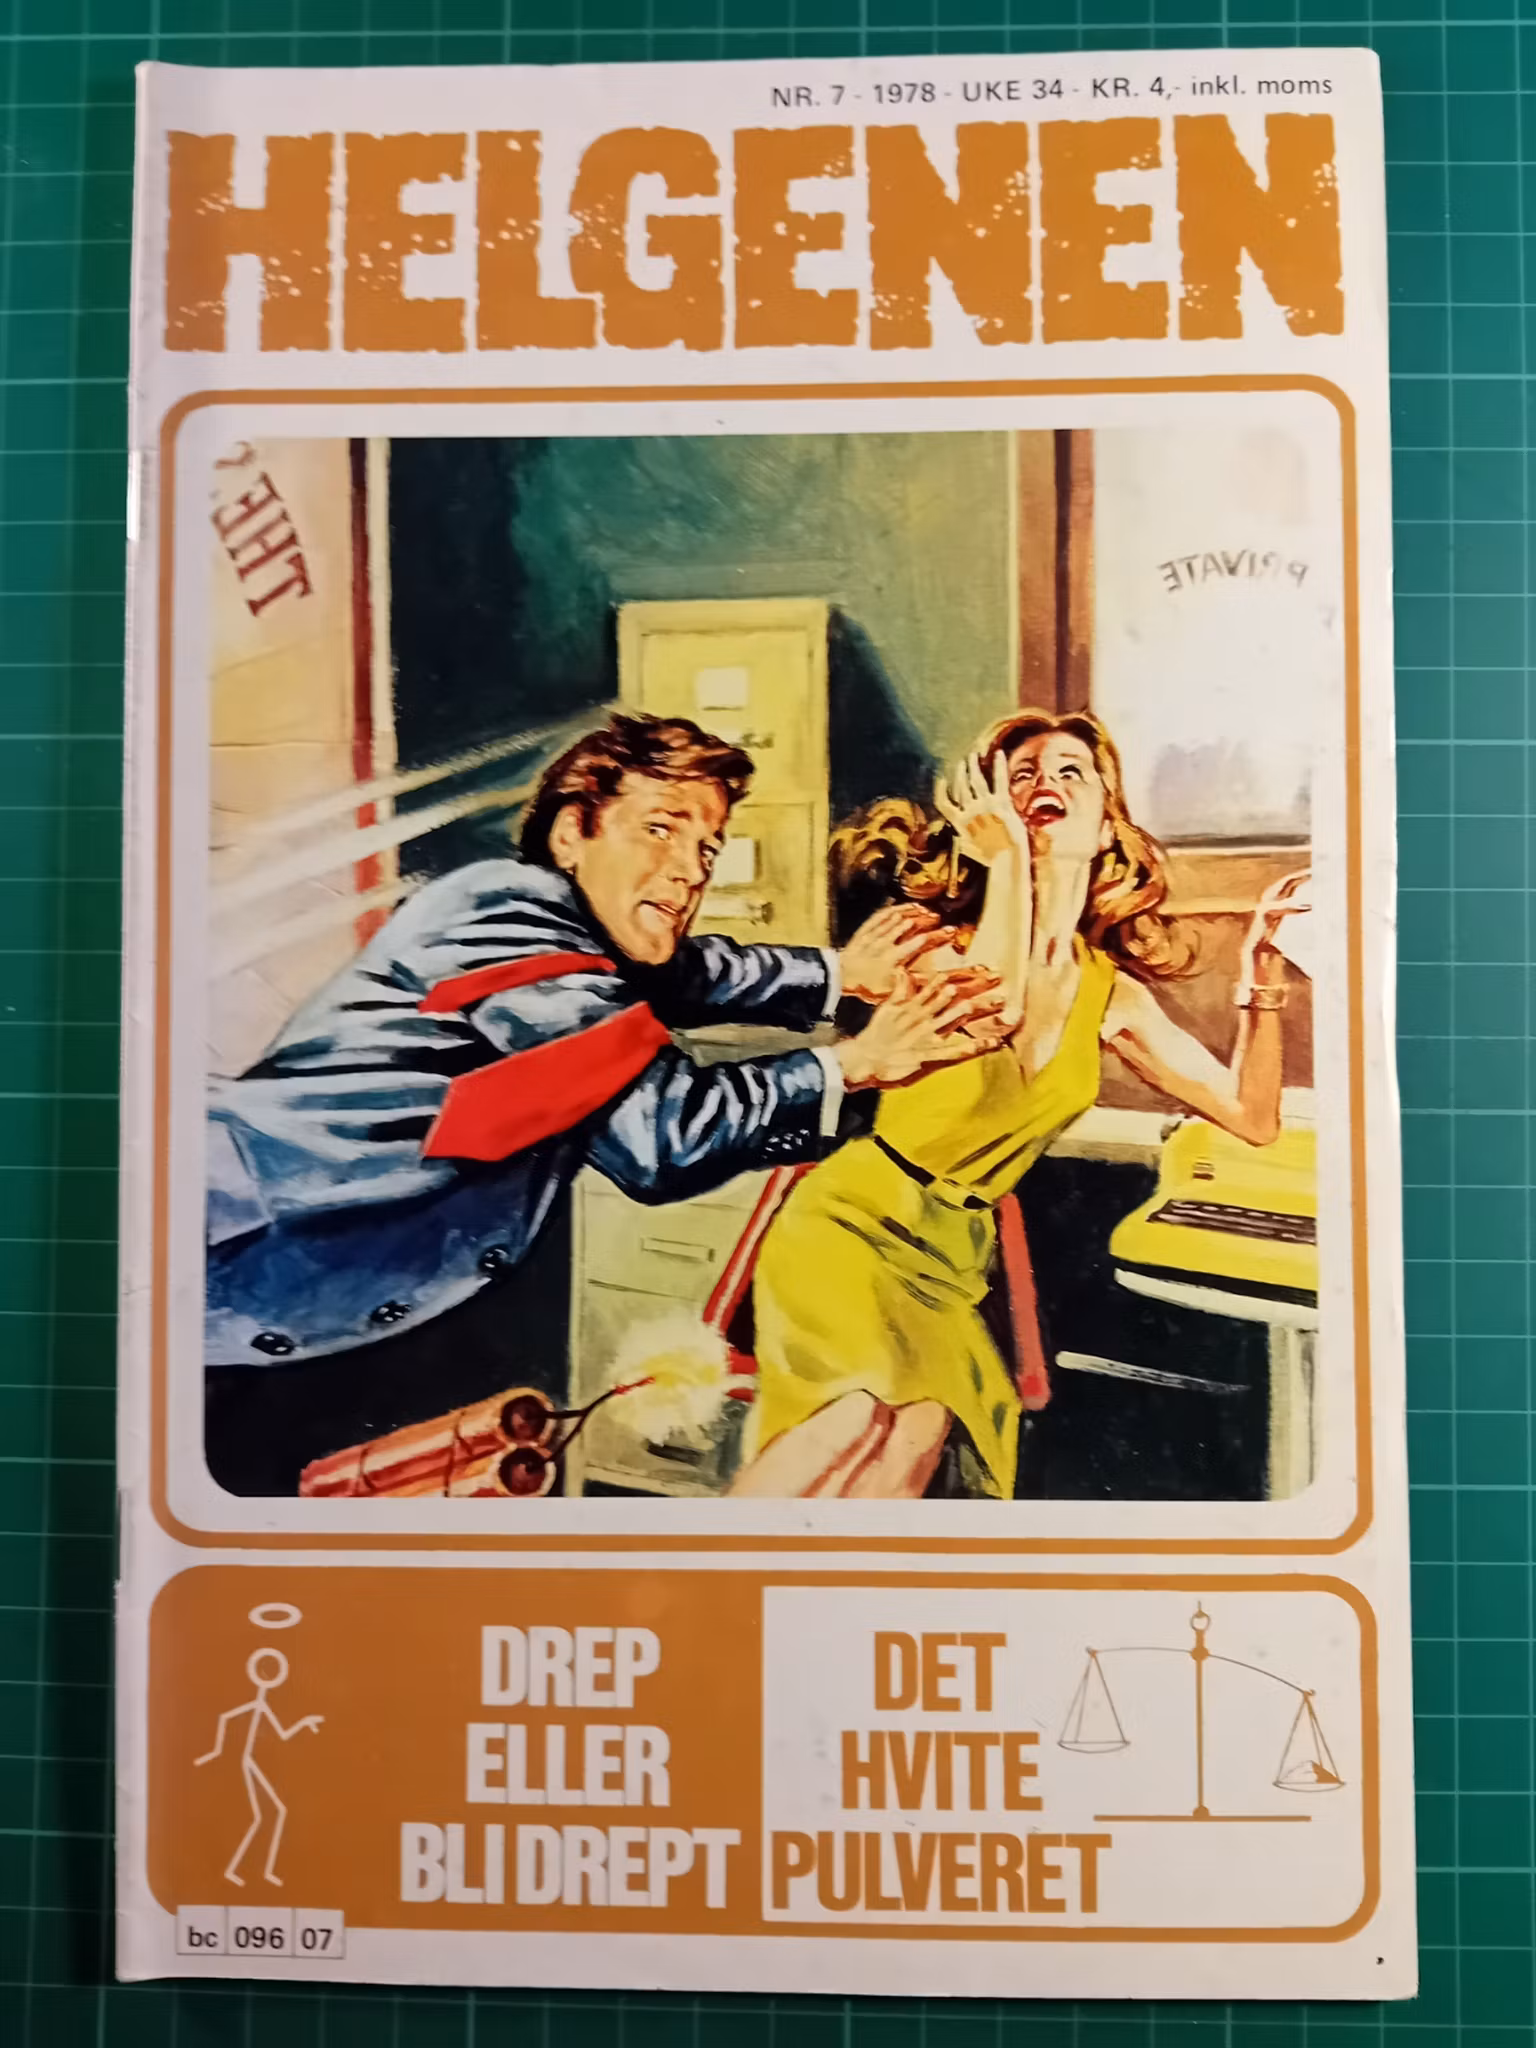 NR. 7 - 1978 - UKE 34 - KR. 4,- inkl. moms
HELGENEN
THE S
PRIVATE
DREP
ELLER
BLI DREPT
DET
HVITE
PULVERET
bc 096 07